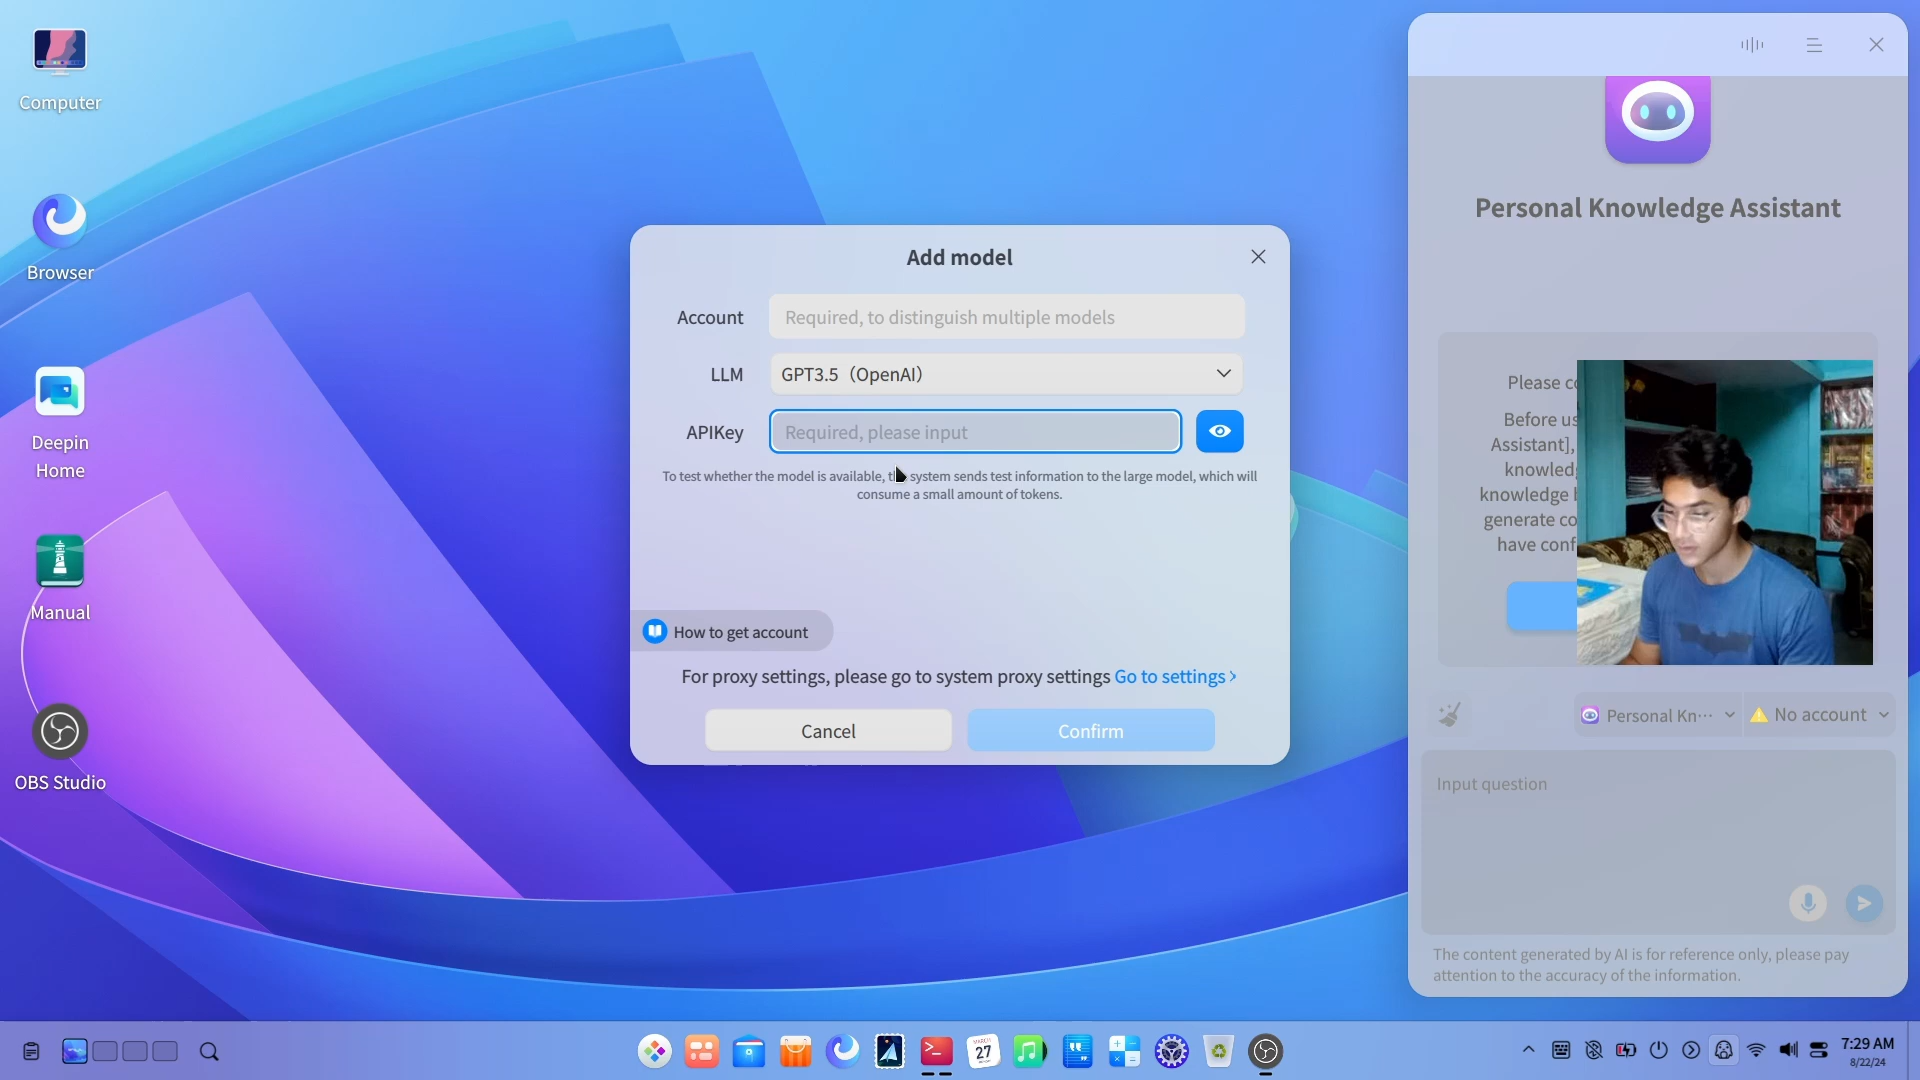 Computer
Browser
Deepin
Home
Manual
OBS Studio
Add model
Account
Required, to distinguish multiple models
LLM
GPT3.5（OpenAI）
APIKey
Required, please input
To test whether the model is available, the system sends test information to the large model, which will
consume a small amount of tokens.
How to get account
For proxy settings, please go to system proxy settings Go to settings
Cancel
Confirm
Personal Knowledge Assistant
Please
Before
Assistant],
knowledge
generate
have
Personal Kn···
No account
Input question
The content generated by AI is for reference only, please pay
attention to the accuracy of the information.
27
7:29 AM
8/22/24